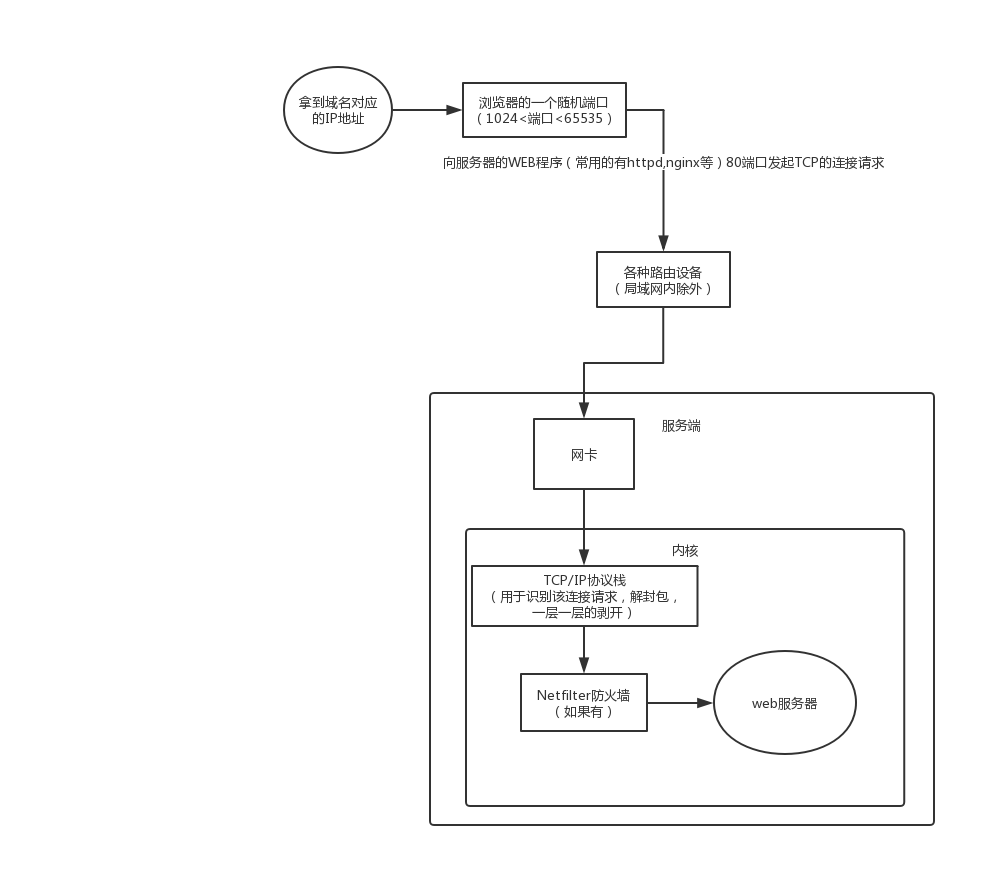 拿到域名对应
的IP地址
浏览器的一个随机端口
（1024<端口<65535）
向服务器的WEB程序（常用的有httpd,nginx等）80端口发起TCP的连接请求
各种路由设备
（局域网内除外）
服务端
网卡
内核
TCP/IP协议栈
（用于识别该连接请求，解封包，
一层一层的剥开）
Netfilter防火墙
（如果有）
web服务器